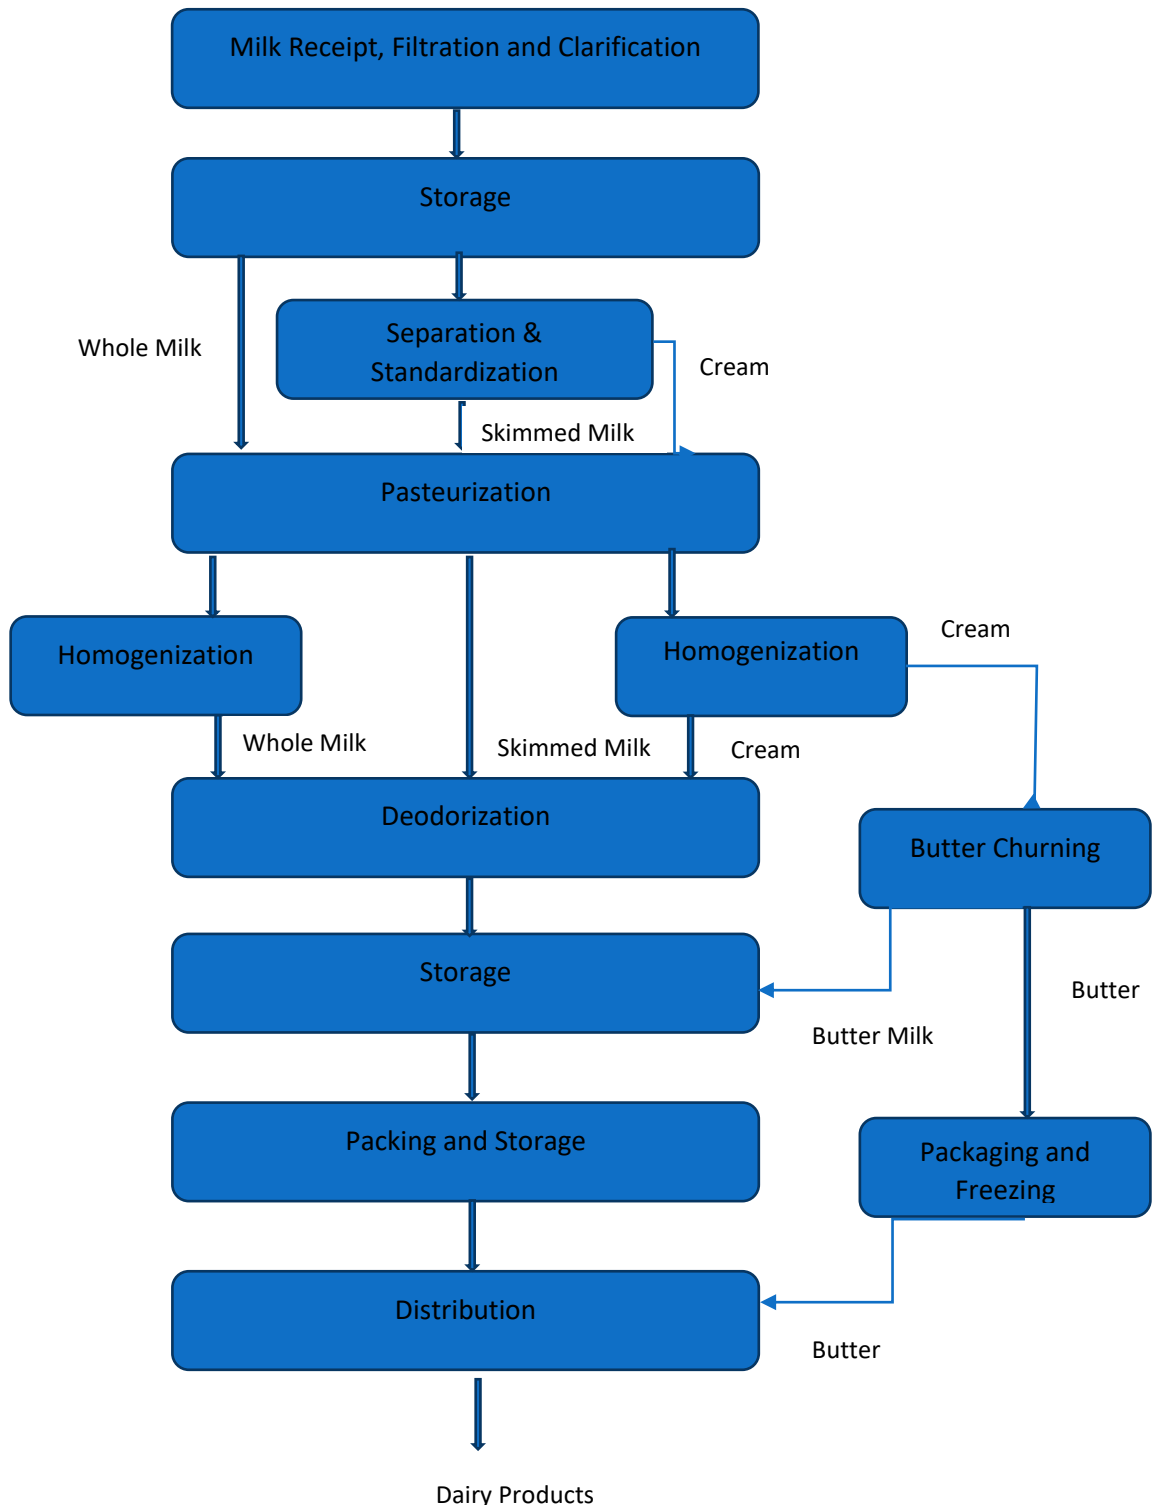 Milk Receipt, Filtration and Clarification
Storage
Whole Milk
Separation &
Standardization
Cream
Skimmed Milk
Pasteurization
Homogenization
Homogenization
Cream
Whole Milk
Skimmed Milk
Cream
Deodorization
Butter Churning
Storage
Butter
Butter Milk
Packing and Storage
Packaging and
Freezing
Distribution
Butter
Dairy Products